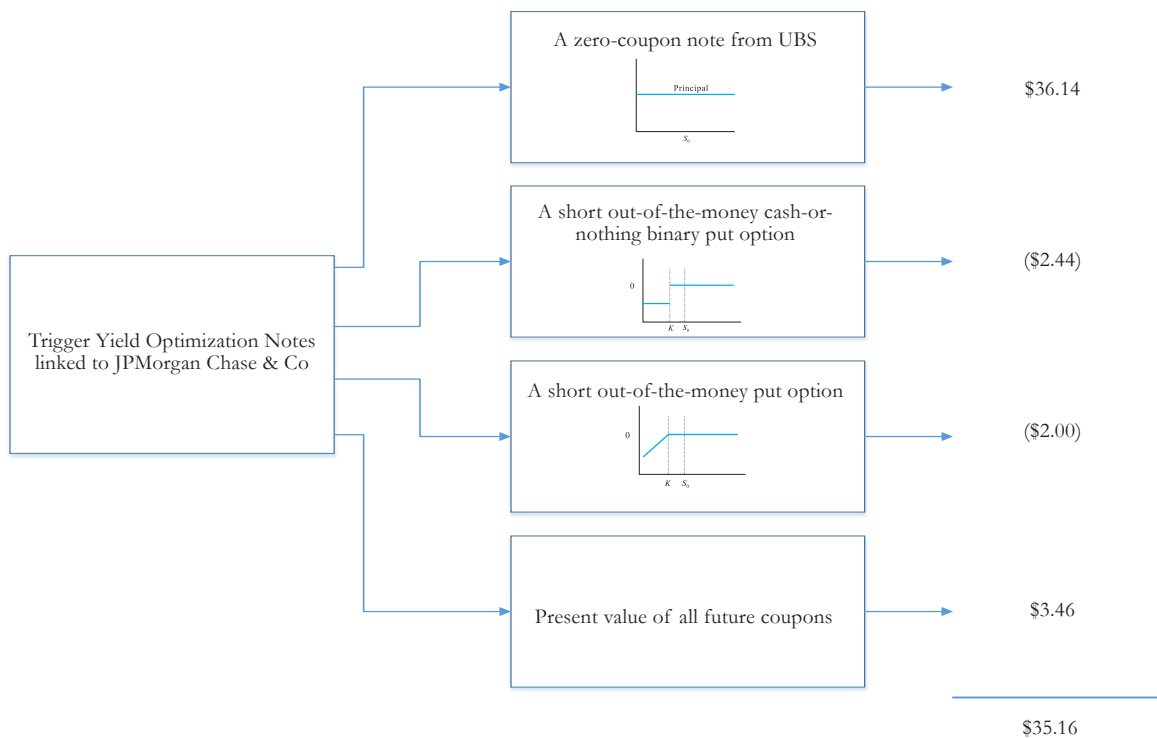 A zero-coupon note from UBS
Principal
S₀
$36.14
A short out-of-the-money cash-or-
nothing binary put option
0
K S₀
($2.44)
Trigger Yield Optimization Notes
linked to JPMorgan Chase & Co
A short out-of-the-money put option
0
K S₀
($2.00)
Present value of all future coupons
$3.46
$35.16